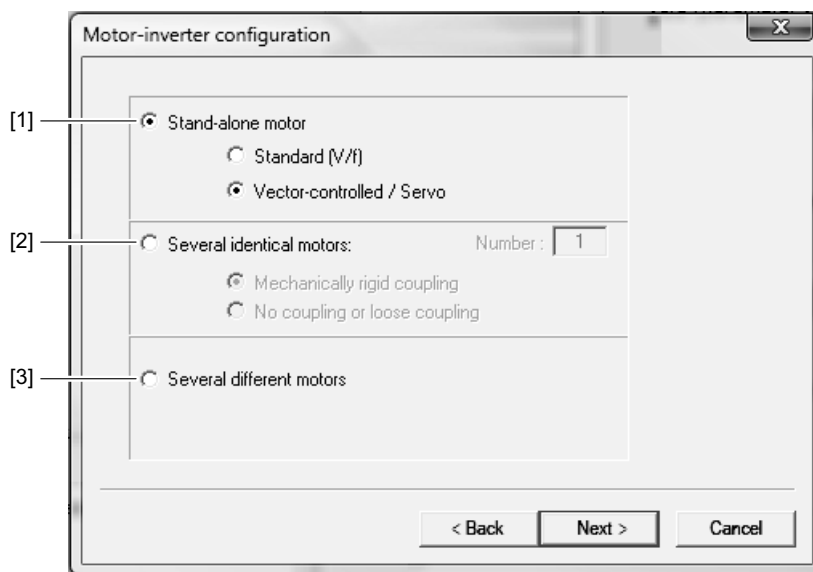 Motor-inverter configuration
X
[1] Stand-alone motor
Standard (V/f)
Vector-controlled / Servo
[2] Several identical motors: Number : 1
Mechanically rigid coupling
No coupling or loose coupling
[3] Several different motors
< Back Next > Cancel